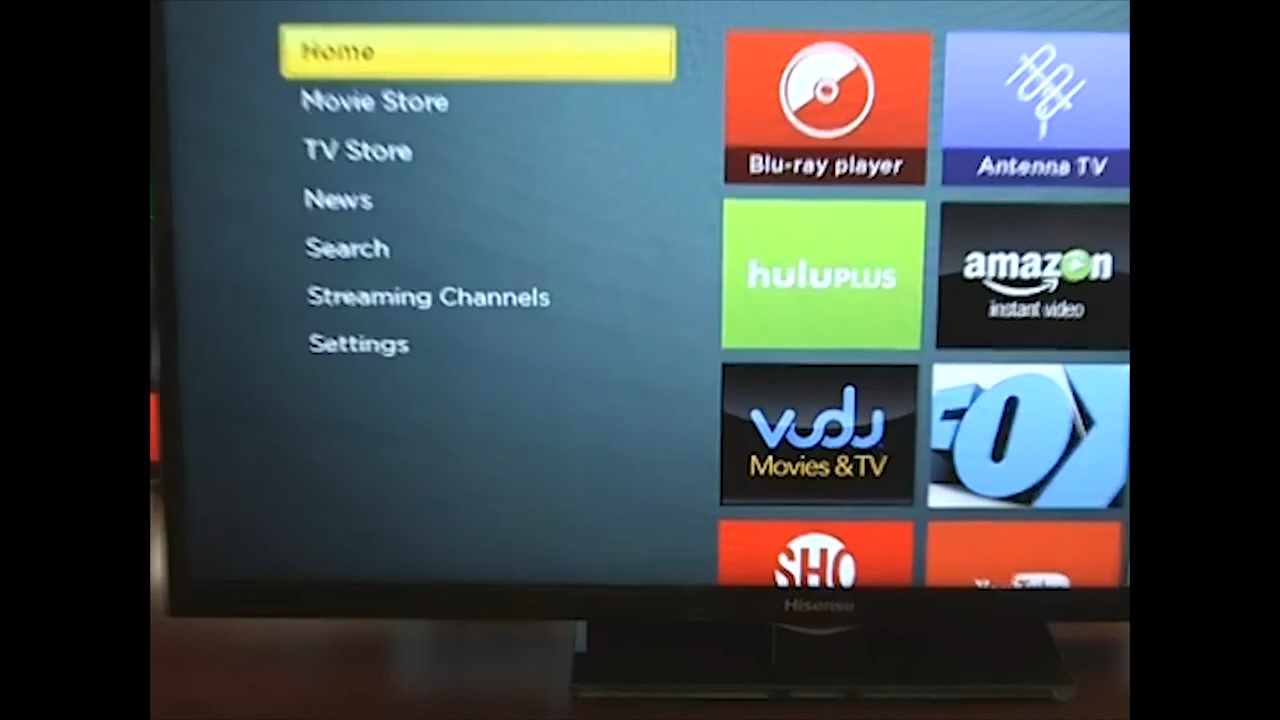 Home
Movie Store
TV Store
News
Search
Streaming Channels
Settings
Blu-ray player
Antenna TV
huluPLUS
amazon
instant video
vudu
Movies & TV
FOX
SHO
YouTube
Hisense